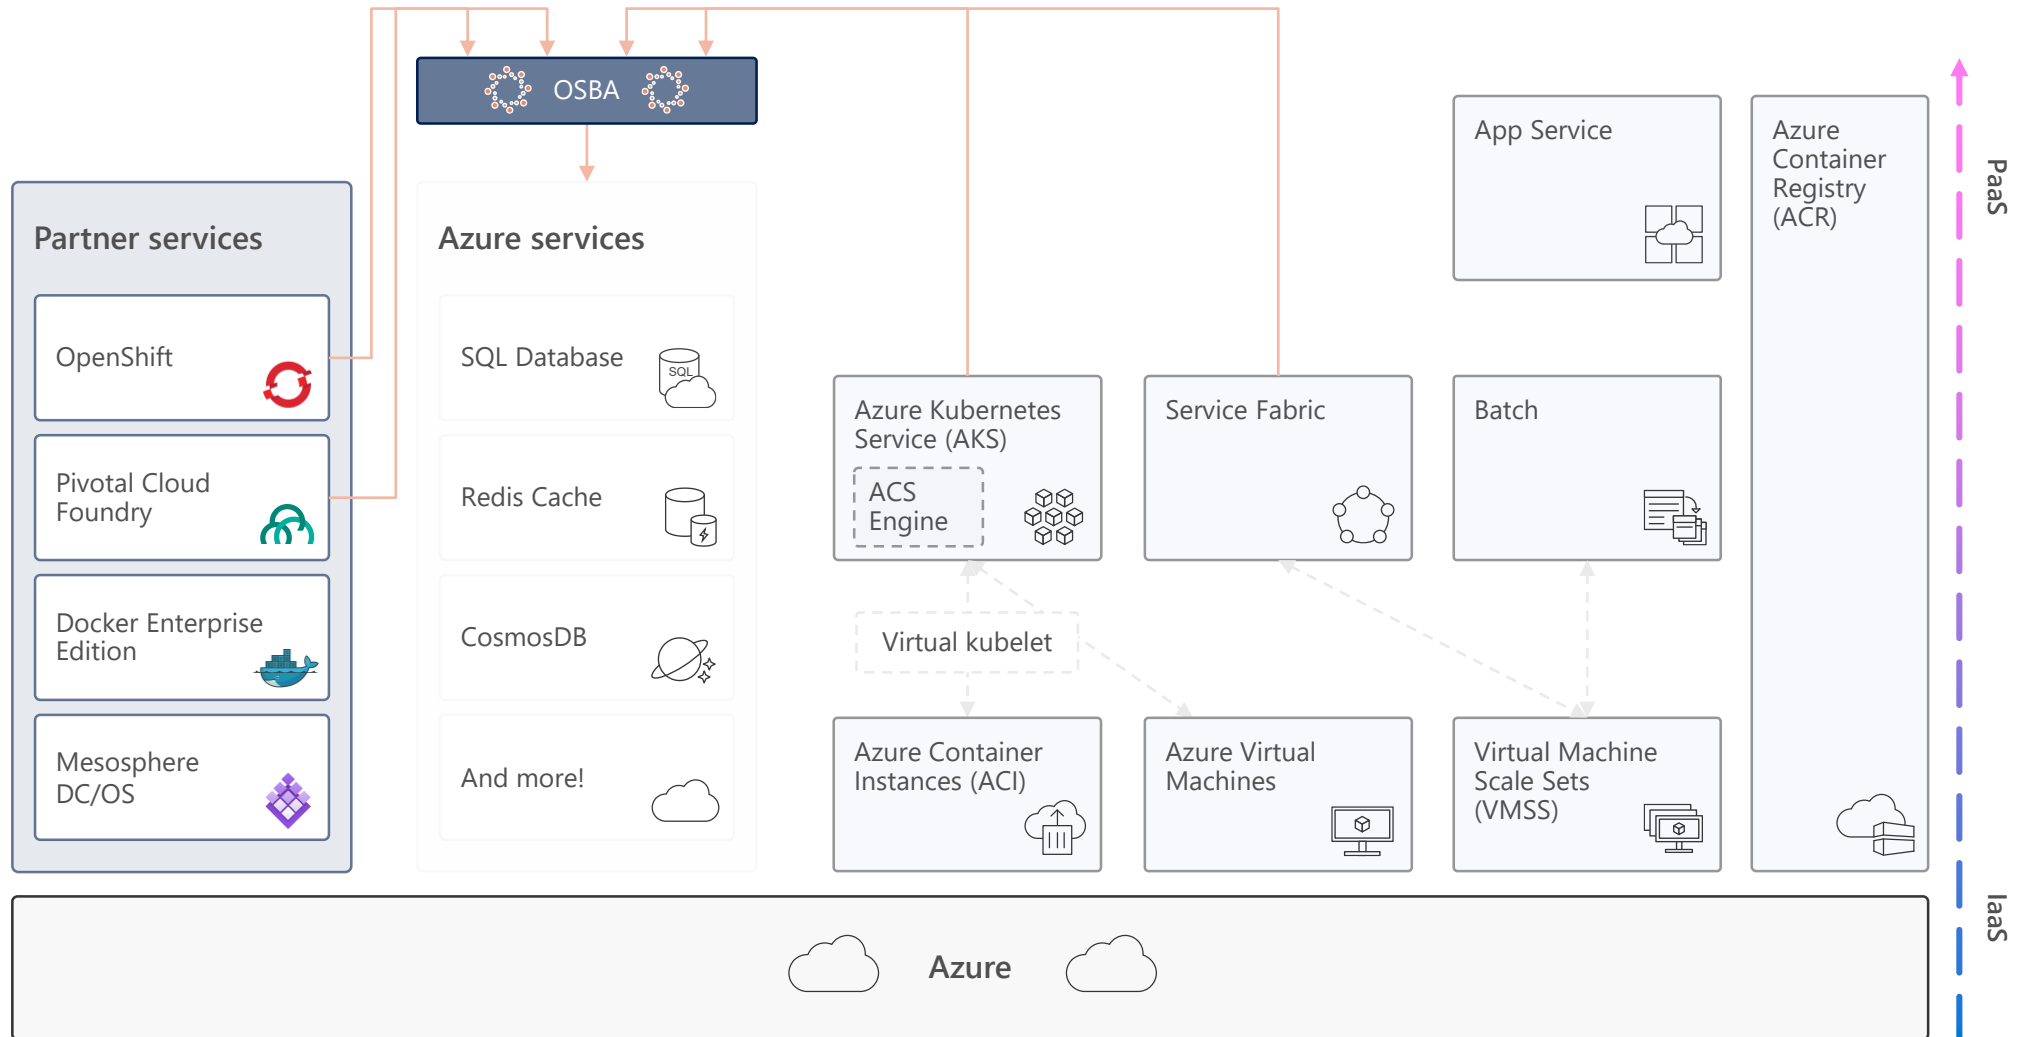 OSBA
Partner services
OpenShift
Pivotal Cloud
Foundry
Docker Enterprise
Edition
Mesosphere
DC/OS
Azure services
SQL Database
SQL
Redis Cache
CosmosDB
And more!
Azure Kubernetes
Service (AKS)
ACS
Engine
Service Fabric
App Service
Batch
Virtual kubelet
Azure Container
Instances (ACI)
Azure Virtual
Machines
Virtual Machine
Scale Sets
(VMSS)
Azure
Container
Registry
(ACR)
PaaS
IaaS
Azure